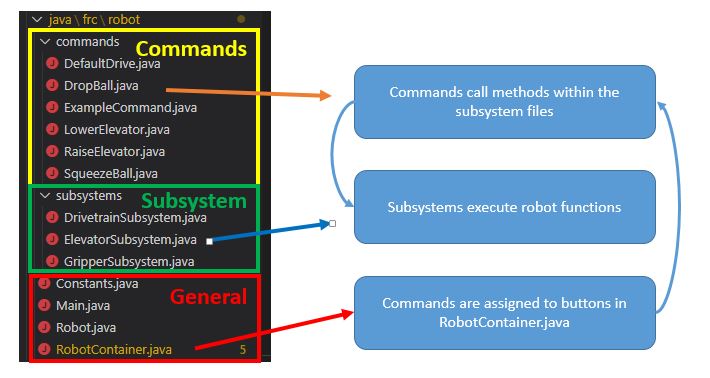 java \ frc \ robot
commands
Commands
DefaultDrive.java
DropBall.java
ExampleCommand.java
LowerElevator.java
RaiseElevator.java
SqueezeBall.java
subsystems
Subsystem
DrivetrainSubsystem.java
ElevatorSubsystem.java
GripperSubsystem.java
Constants.java
General
Main.java
Robot.java
RobotContainer.java 5
Commands call methods within the
subsystem files
Subsystems execute robot functions
Commands are assigned to buttons in
RobotContainer.java